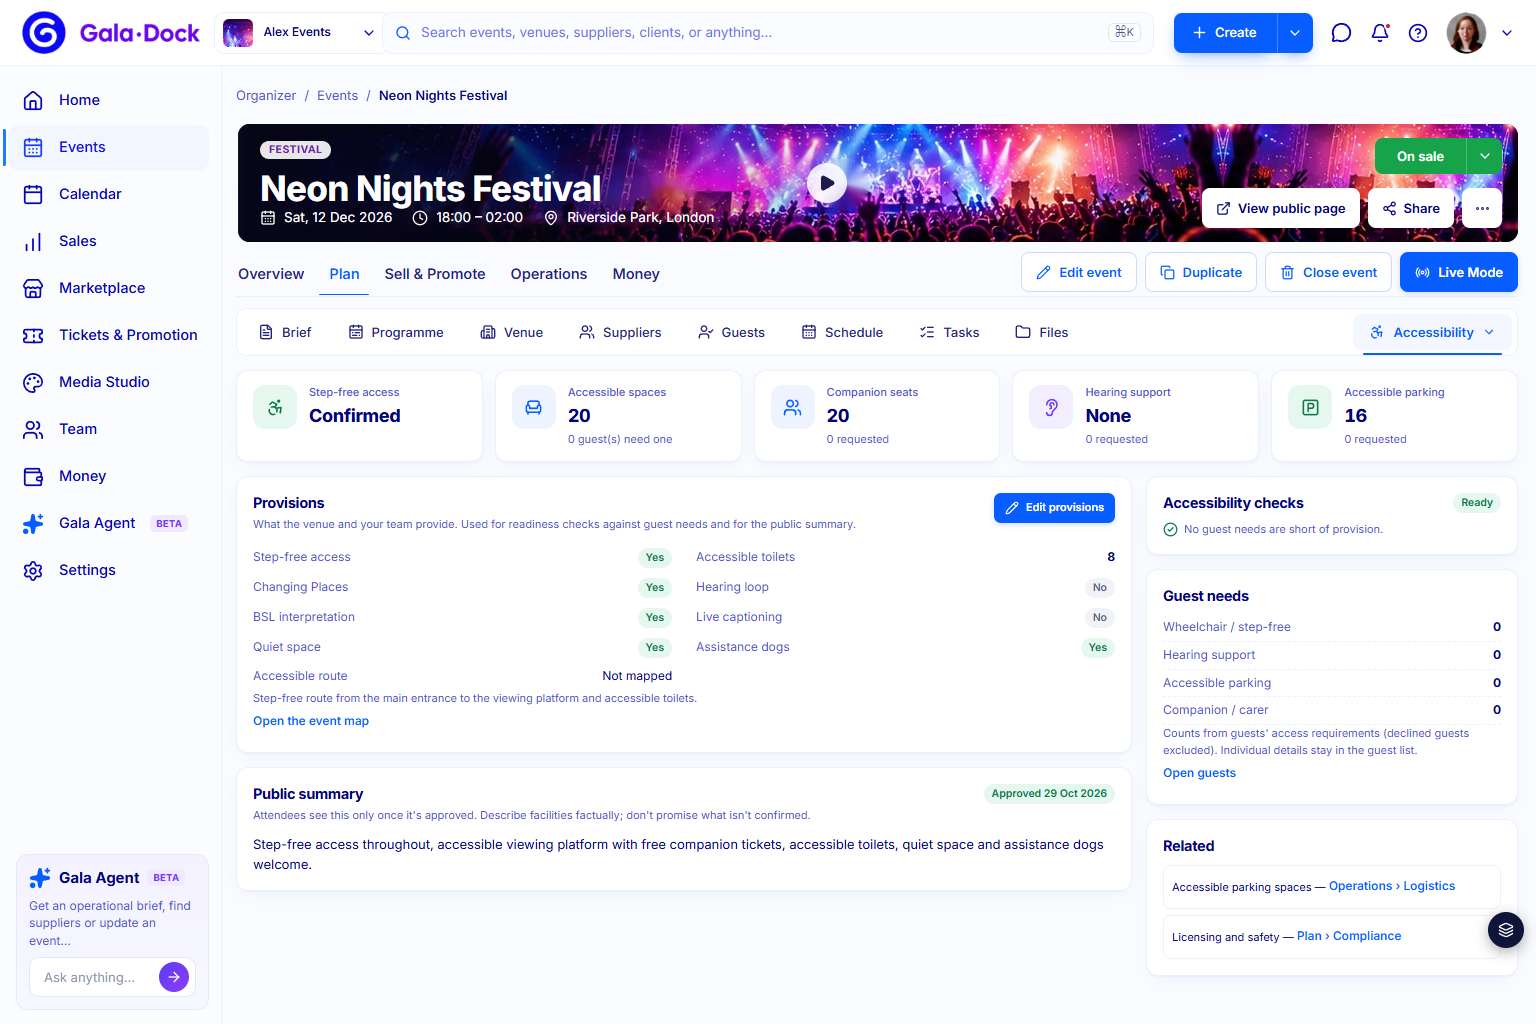 Gala·Dock
Alex Events
Search events, venues, suppliers, clients, or anything...
⌘K
Create
Home
Events
Calendar
Sales
Marketplace
Tickets & Promotion
Media Studio
Team
Money
Gala Agent BETA
Settings
Gala Agent BETA
Get an operational brief, find
suppliers or update an
event...
Ask anything...
Organizer / Events / Neon Nights Festival
FESTIVAL
Neon Nights Festival
Sat, 12 Dec 2026 18:00 – 02:00 Riverside Park, London
On sale
View public page
Share
Overview Plan Sell & Promote Operations Money
Edit event
Duplicate
Close event
Live Mode
Brief Programme Venue Suppliers Guests Schedule Tasks Files Accessibility
Step-free access
Confirmed
Accessible spaces
20
0 guest(s) need one
Companion seats
20
0 requested
Hearing support
None
0 requested
Accessible parking
16
0 requested
Provisions
What the venue and your team provide. Used for readiness checks against guest needs and for the public summary.
Edit provisions
Step-free access Yes
Accessible toilets 8
Changing Places Yes
Hearing loop No
BSL interpretation Yes
Live captioning No
Quiet space Yes
Assistance dogs Yes
Accessible route Not mapped
Step-free route from the main entrance to the viewing platform and accessible toilets.
Open the event map
Public summary
Approved 29 Oct 2026
Attendees see this only once it's approved. Describe facilities factually; don't promise what isn't confirmed.
Step-free access throughout, accessible viewing platform with free companion tickets, accessible toilets, quiet space and assistance dogs
welcome.
Accessibility checks
Ready
No guest needs are short of provision.
Guest needs
Wheelchair / step-free 0
Hearing support 0
Accessible parking 0
Companion / carer 0
Counts from guests' access requirements (declined guests
excluded). Individual details stay in the guest list.
Open guests
Related
Accessible parking spaces — Operations › Logistics
Licensing and safety — Plan › Compliance